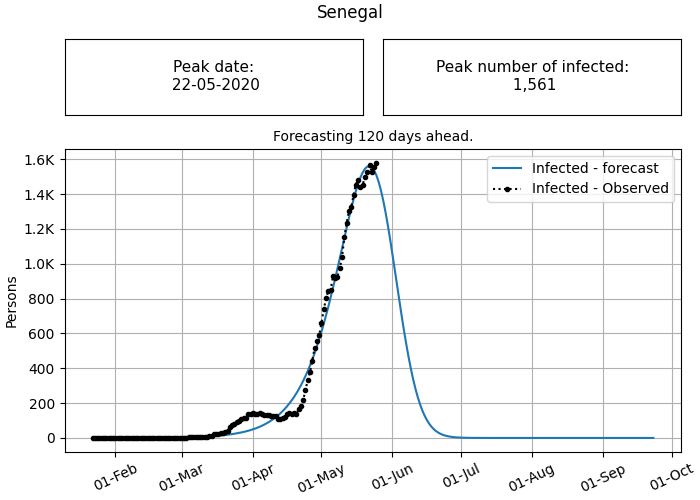 Senegal
Peak date:
22-05-2020
Peak number of infected:
1,561
Forecasting 120 days ahead.
Infected - forecast
Infected - Observed
Persons
1.6K
1.4K
1.2K
1.0K
800
600
400
200
0
01-Feb
01-Mar
01-Apr
01-May
01-Jun
01-Jul
01-Aug
01-Sep
01-Oct